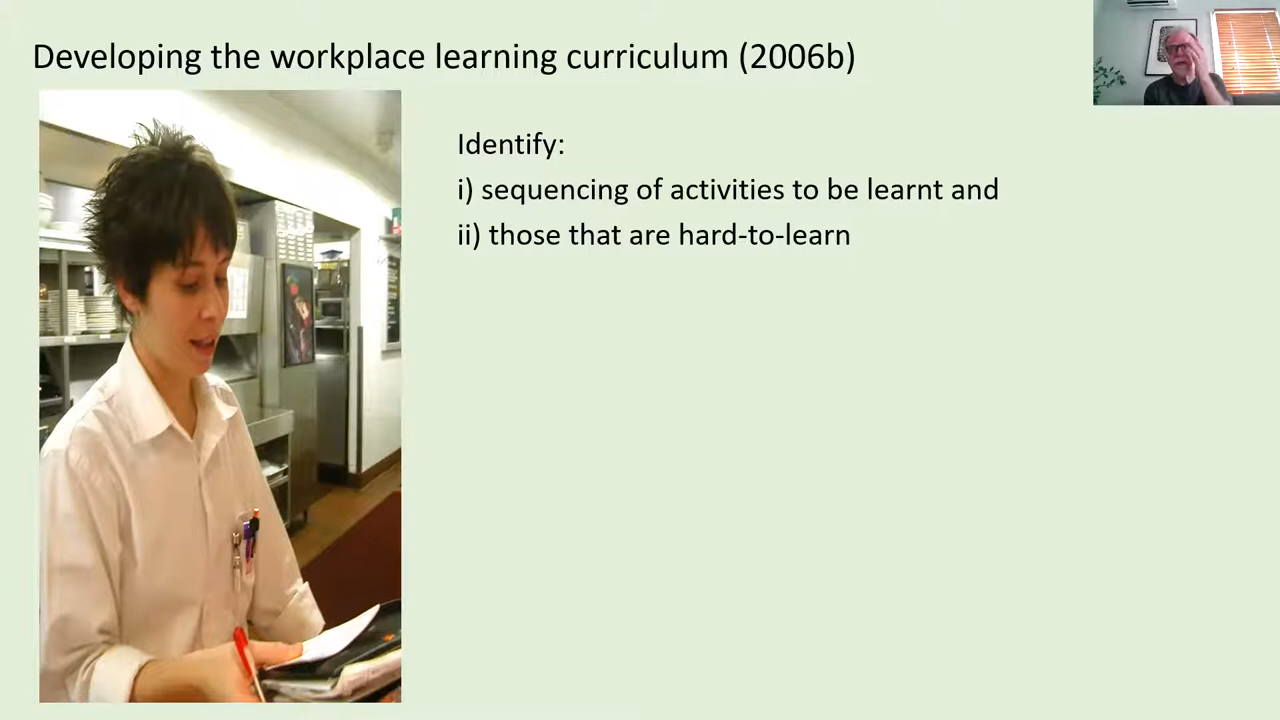 Developing the workplace learning curriculum (2006b)
Identify:
i) sequencing of activities to be learnt and
ii) those that are hard-to-learn